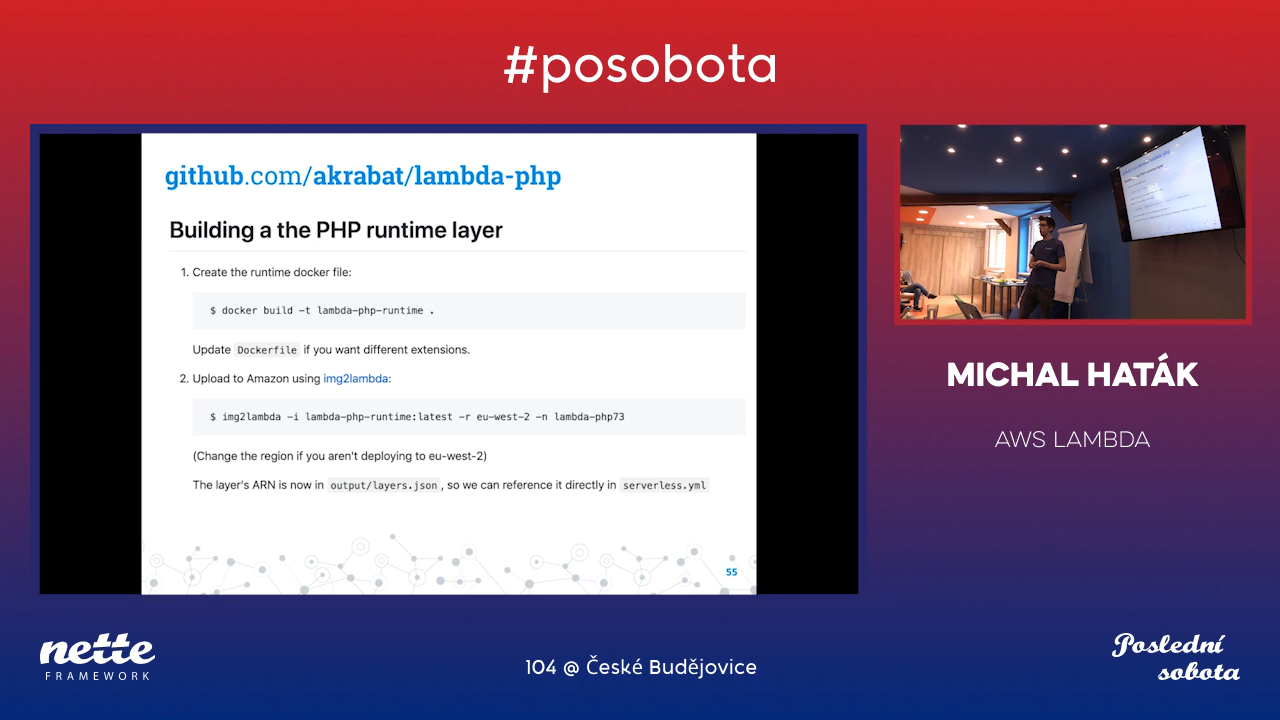 #posobota
github.com/akrabat/lambda-php
Building a the PHP runtime layer
1. Create the runtime docker file:
$ docker build -t lambda-php-runtime .
Update Dockerfile if you want different extensions.
2. Upload to Amazon using img2lambda:
$ img2lambda -i lambda-php-runtime:latest -r eu-west-2 -n lambda-php73
(Change the region if you aren't deploying to eu-west-2)
The layer's ARN is now in output/layers.json, so we can reference it directly in serverless.yml
55
MICHAL HATÁK
AWS LAMBDA
nette
FRAMEWORK
104 @ České Budějovice
Poslední
sobota